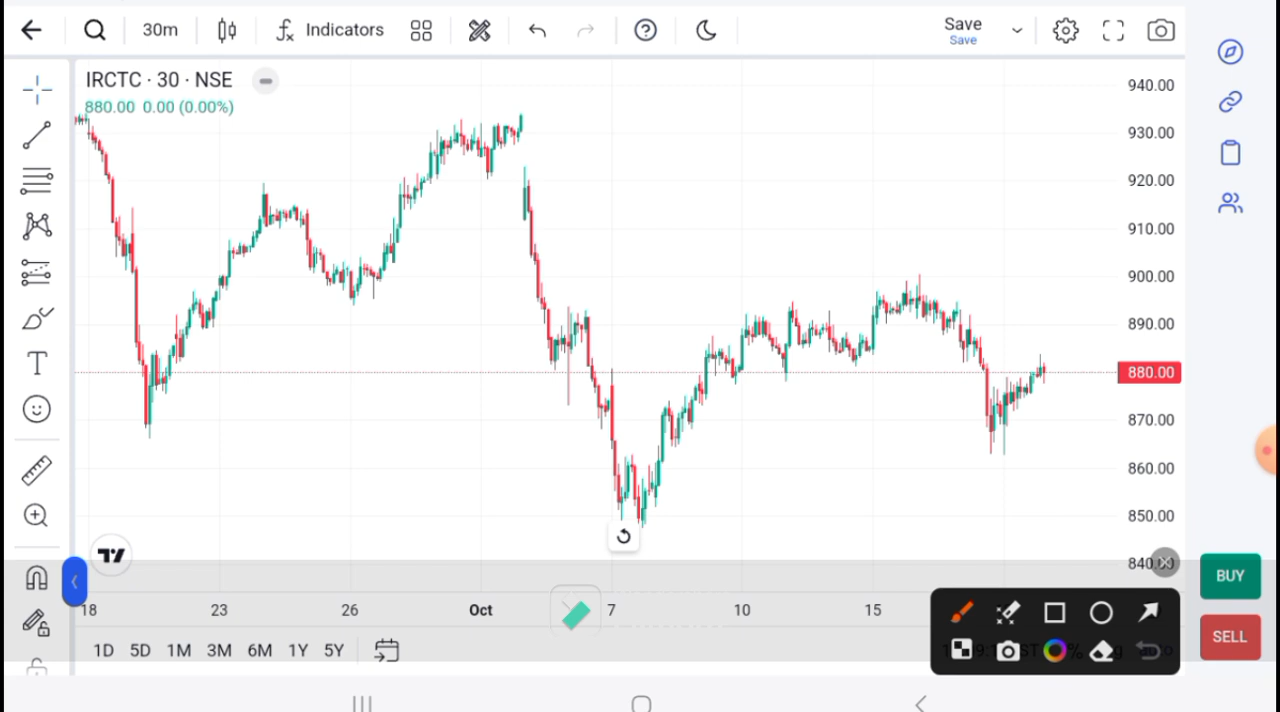 30m
Indicators
Save
Save
IRCTC · 30 · NSE
880.00 0.00 (0.00%)
940.00
930.00
920.00
910.00
900.00
890.00
880.00
870.00
860.00
850.00
18 23 26 Oct 7 10 15
1D 5D 1M 3M 6M 1Y 5Y
BUY
SELL